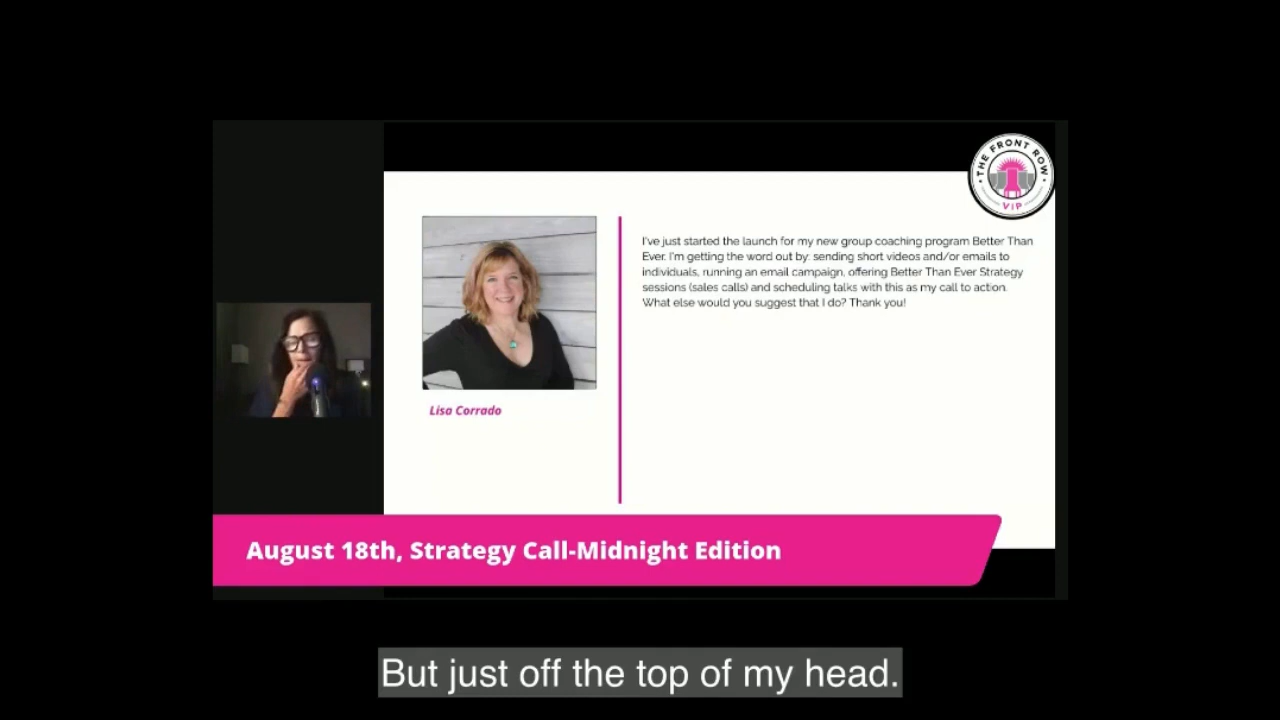 THE FRONT ROW
VIP
I've just started the launch for my new group coaching program Better Than
Ever. I'm getting the word out by: sending short videos and/or emails to
individuals, running an email campaign, offering Better Than Ever Strategy
sessions (sales calls) and scheduling talks with this as my call to action.
What else would you suggest that I do? Thank you!
Lisa Corrado
August 18th, Strategy Call-Midnight Edition
But just off the top of my head.